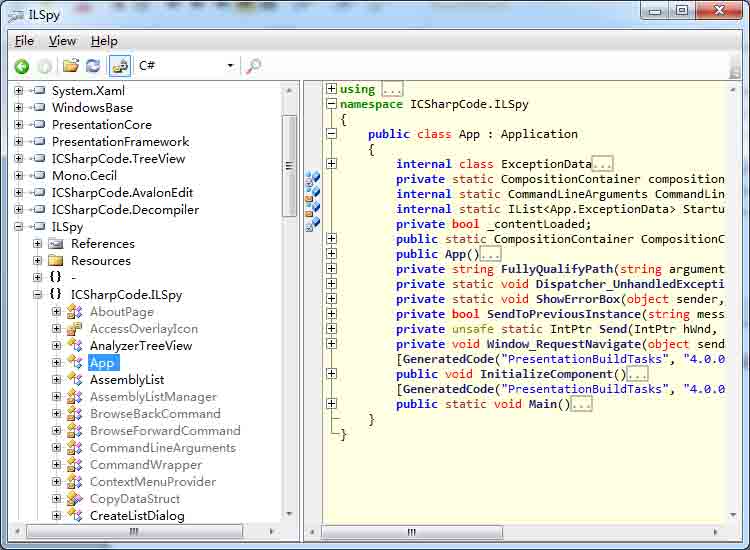 ILSpy
File View Help
C#
System.Xaml
WindowsBase
PresentationCore
PresentationFramework
ICSharpCode.TreeView
Mono.Cecil
ICSharpCode.AvalonEdit
ICSharpCode.Decompiler
ILSpy
References
Resources
{} -
{} ICSharpCode.ILSpy
AboutPage
AccessOverlayIcon
AnalyzerTreeView
App
AssemblyList
AssemblyListManager
BrowseBackCommand
BrowseForwardCommand
CommandLineArguments
CommandWrapper
ContextMenuProvider
CopyDataStruct
CreateListDialog
using ...
namespace ICSharpCode.ILSpy
{
public class App : Application
{
internal class ExceptionData...
private static CompositionContainer composition
internal static CommandLineArguments CommandLin
internal static IList<App.ExceptionData> Startu
private bool _contentLoaded;
public static CompositionContainer CompositionC
public App()...
private string FullyQualifyPath(string argument
private static void Dispatcher_UnhandledExcepti
private static void ShowErrorBox(object sender,
private bool SendToPreviousInstance(string mess
private unsafe static IntPtr Send(IntPtr hWnd,
private void Window_RequestNavigate(object send
[GeneratedCode("PresentationBuildTasks", "4.0.0
public void InitializeComponent()...
[GeneratedCode("PresentationBuildTasks", "4.0.0
public static void Main()...
}
}